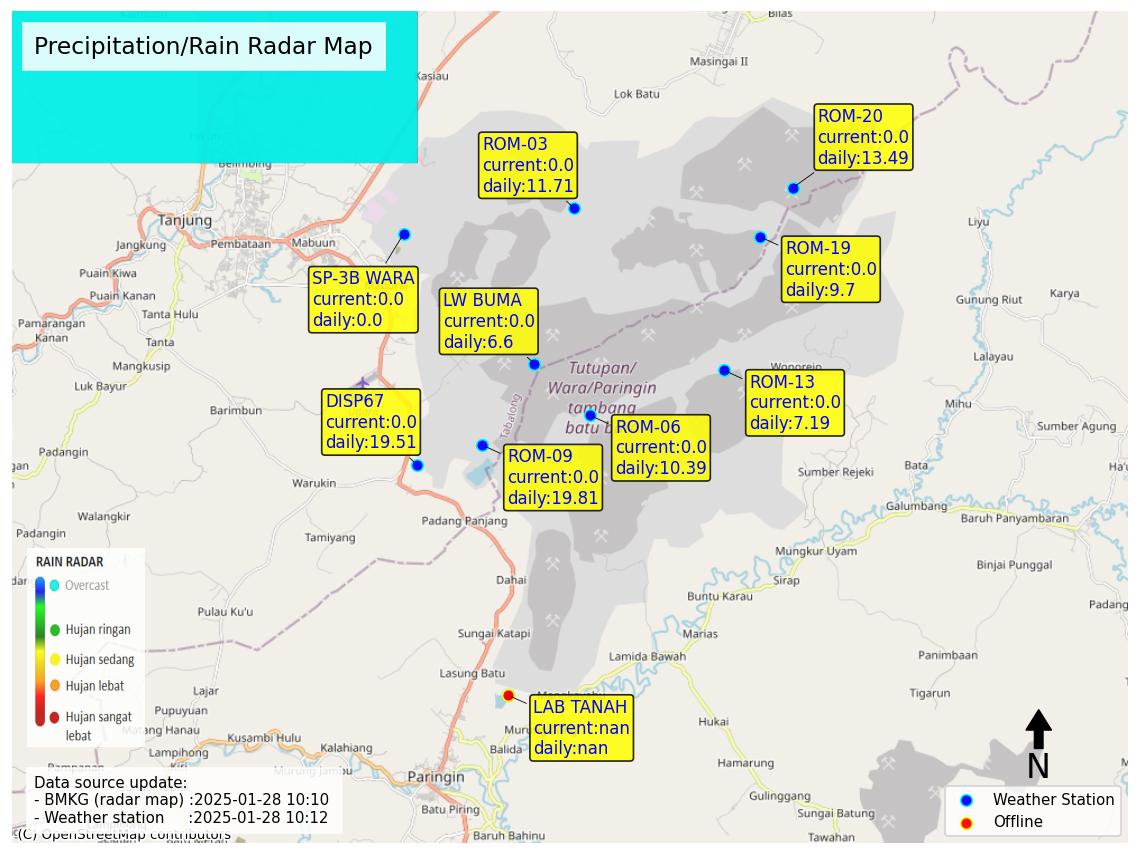 Precipitation/Rain Radar Map
Bilas
Masingai II
Kasiau
Lok Batu
Belimbing
ROM-20
current:0.0
daily:13.49
ROM-03
current:0.0
daily:11.71
Tanjung
Jangkung
Pembataan
Mabuun
Liyu
ROM-19
current:0.0
daily:9.7
SP-3B WARA
current:0.0
daily:0.0
Puain Kiwa
Puain Kanan
Tanta Hulu
Pamarangan
Kanan
Tanta
LW BUMA
current:0.0
daily:6.6
Gunung Riut
Karya
Lalayau
Mangkusip
Luk Bayur
Tutupan/
Wara/Paringin
tambang
batu b
Wonorejo
ROM-13
current:0.0
daily:7.19
Mihu
Barimbun
DISP67
current:0.0
daily:19.51
Tabalong
ROM-06
current:0.0
daily:10.39
Sumber Agung
Padangin
ROM-09
current:0.0
daily:19.81
Sumber Rejeki
Bata
gan
Warukin
Galumbang
Baruh Panyambaran
Walangkir
Padangin
Padang Panjang
Tamiyang
Mungkur Uyam
Binjai Punggal
RAIN RADAR
Overcast
Hujan ringan
Hujan sedang
Hujan lebat
Hujan sangat
lebat
Dahai
Sirap
Buntu Karau
Padang
Pulau Ku'u
Sungai Katapi
Marias
Lamida Bawah
Panimbaan
Lasung Batu
Tigarun
Lajar
Pupuyuan
Matang Hanau
LAB TANAH
current:nan
daily:nan
Hukai
Kusambi Hulu
Kalahiang
Lampihong
Balida
Hamarung
Murung Jambu
Paringin
N
Data source update:
- BMKG (radar map) :2025-01-28 10:10
- Weather station :2025-01-28 10:12
Gulinggang
Batu Piring
Sungai Batung
Baruh Bahinu
Tawahan
Weather Station
Offline
(C) OpenStreetMap contributors